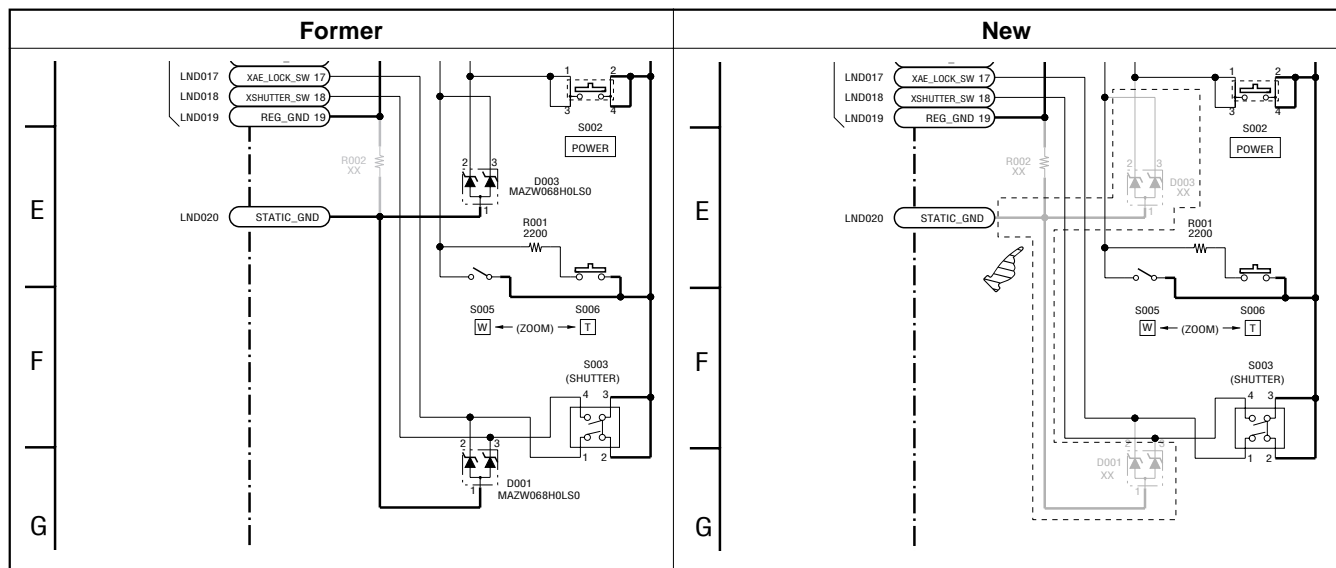 Former
LND017 XAE_LOCK_SW 17
LND018 XSHUTTER_SW 18
LND019 REG_GND 19
1 2
3 4
S002
POWER
R002
XX
2 3
D003
MAZW068H0LS0
1
E
LND020 STATIC_GND
R001
2200
S005 S006
W (ZOOM) T
F
S003
(SHUTTER)
4 3
1 2
2 3
D001
MAZW068H0LS0
1
G
New
LND017 XAE_LOCK_SW 17
LND018 XSHUTTER_SW 18
LND019 REG_GND 19
1 2
3 4
S002
POWER
R002
XX
2 3
D003
XX
1
E
LND020 STATIC_GND
R001
2200
S005 S006
W (ZOOM) T
F
S003
(SHUTTER)
4 3
1 2
2 3
D001
XX
1
G